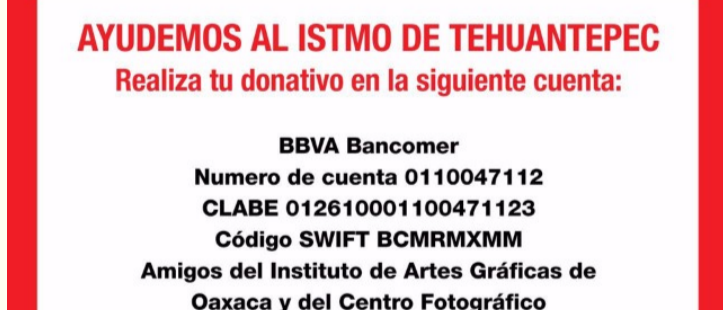 AYUDEMOS AL ISTMO DE TEHUANTEPEC
Realiza tu donativo en la siguiente cuenta:
BBVA Bancomer
Numero de cuenta 0110047112
CLABE 012610001100471123
Código SWIFT BCMRMXMM
Amigos del Instituto de Artes Gráficas de
Oaxaca y del Centro Fotográfico